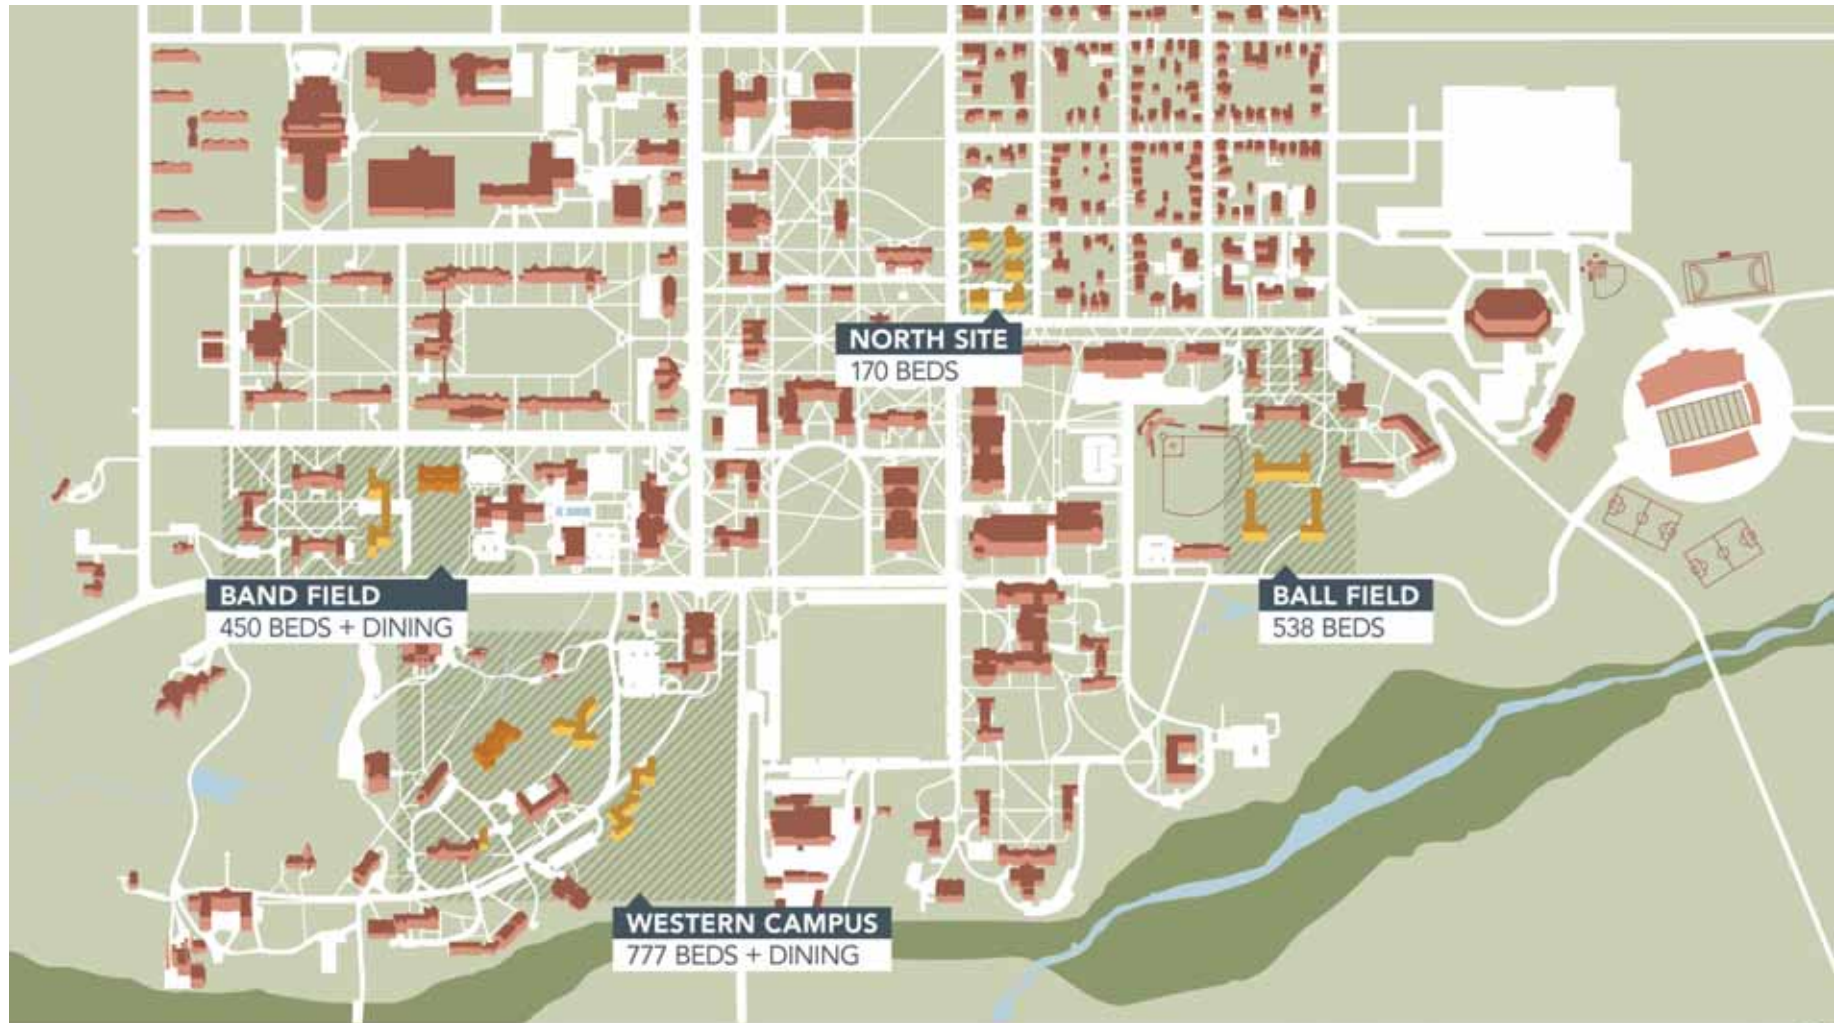 NORTH SITE
170 BEDS
BAND FIELD
450 BEDS + DINING
BALL FIELD
538 BEDS
WESTERN CAMPUS
777 BEDS + DINING